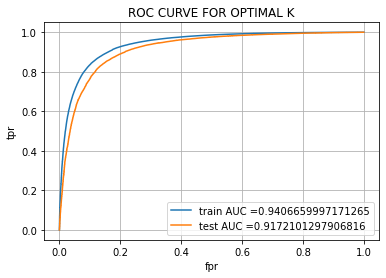 ROC CURVE FOR OPTIMAL K
1.0
0.8
0.6
0.4
0.2
0.0
tpr
train AUC =0.9406659997171265
test AUC =0.9172101297906816
0.0 0.2 0.4 0.6 0.8 1.0
fpr